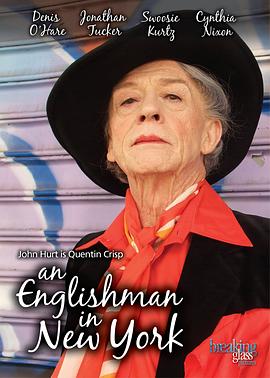 Denis Jonathan Swoosie Cynthia
O'Hare Tucker Kurtz Nixon
John Hurt is Quentin Crisp
an
Englishman
in
New York
breaking
glass